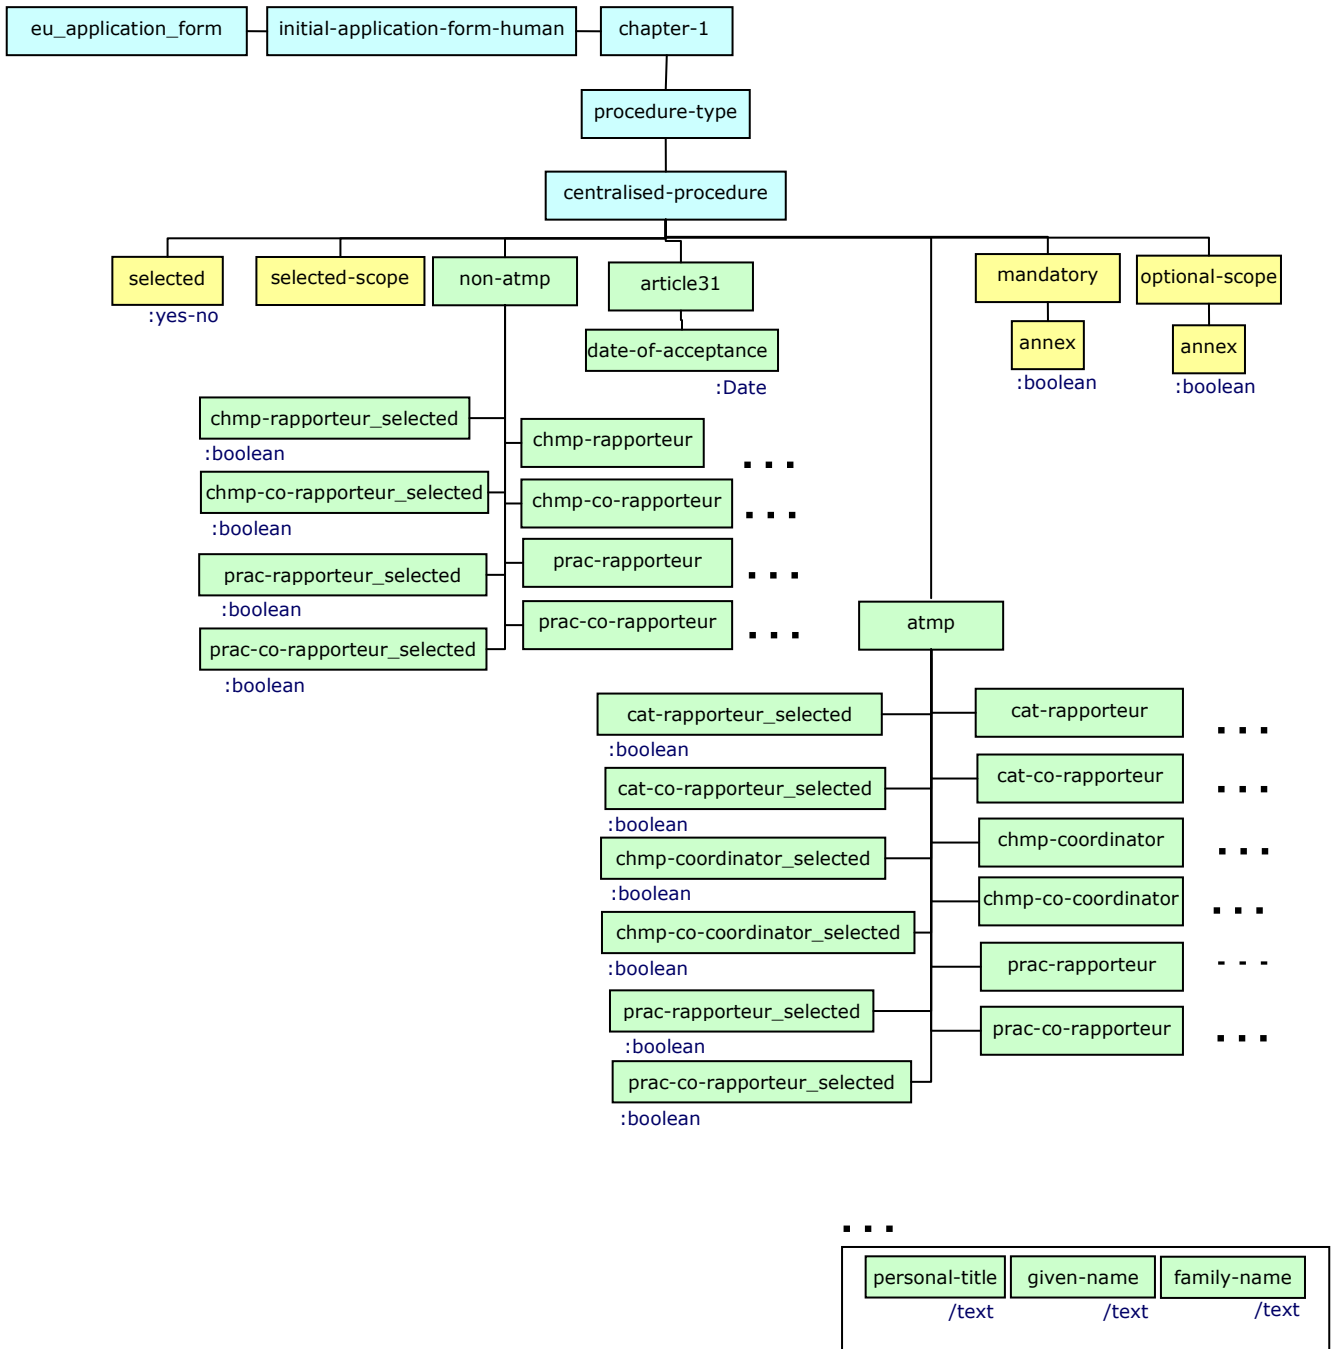 eu_application_form
initial-application-form-human
chapter-1
procedure-type
centralised-procedure
selected
:yes-no
selected-scope
non-atmp
article31
date-of-acceptance
:Date
mandatory
annex
:boolean
optional-scope
annex
:boolean
chmp-rapporteur_selected
:boolean
chmp-co-rapporteur_selected
:boolean
prac-rapporteur_selected
:boolean
prac-co-rapporteur_selected
:boolean
chmp-rapporteur
...
chmp-co-rapporteur
...
prac-rapporteur
...
prac-co-rapporteur
...
atmp
cat-rapporteur_selected
:boolean
cat-co-rapporteur_selected
:boolean
chmp-coordinator_selected
:boolean
chmp-co-coordinator_selected
:boolean
prac-rapporteur_selected
:boolean
prac-co-rapporteur_selected
:boolean
cat-rapporteur
...
cat-co-rapporteur
...
chmp-coordinator
...
chmp-co-coordinator
...
prac-rapporteur
...
prac-co-rapporteur
...
...
personal-title
/text
given-name
/text
family-name
/text